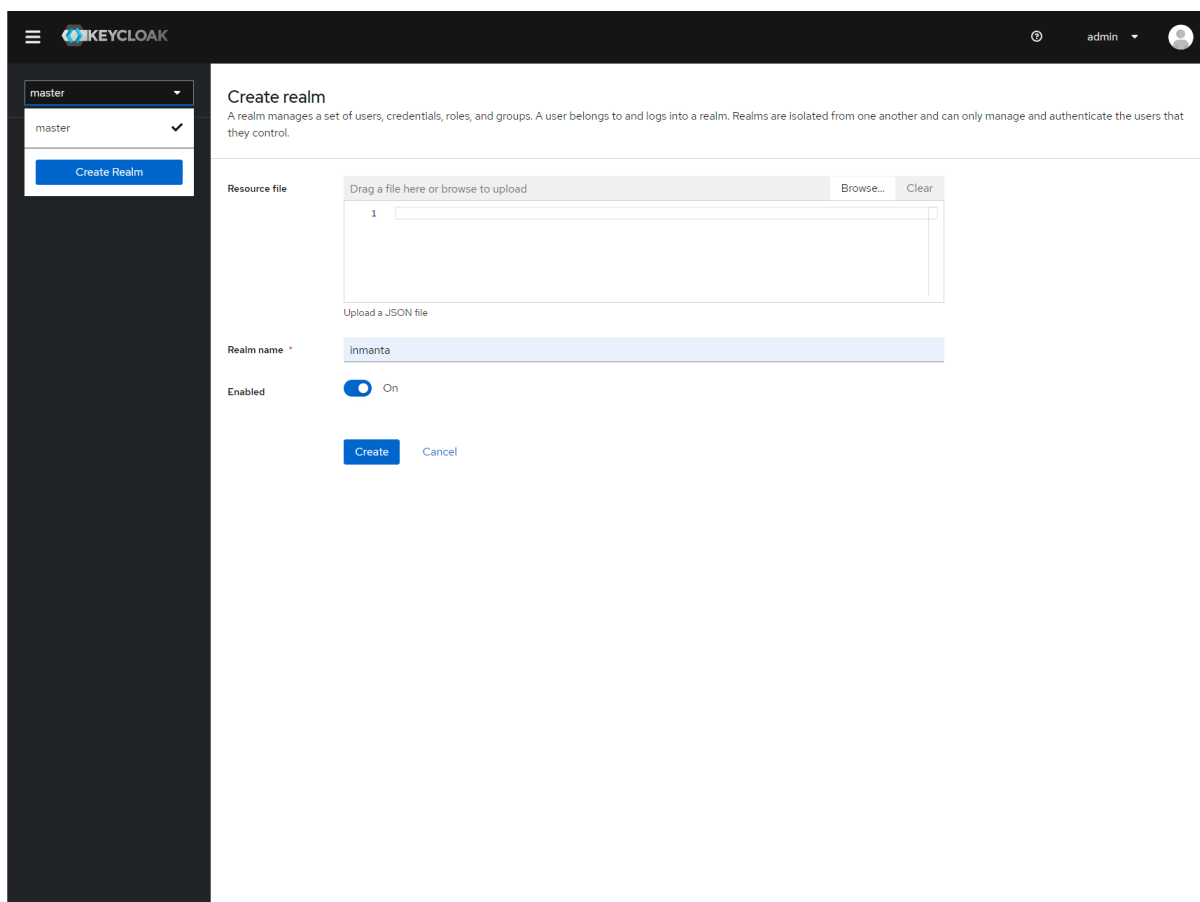 KEYCLOAK
admin
master
master
Create Realm
Create realm
A realm manages a set of users, credentials, roles, and groups. A user belongs to and logs into a realm. Realms are isolated from one another and can only manage and authenticate the users that
they control.
Resource file
Drag a file here or browse to upload
Browse...
Clear
1
Upload a JSON file
Realm name *
inmanta
Enabled
On
Create
Cancel